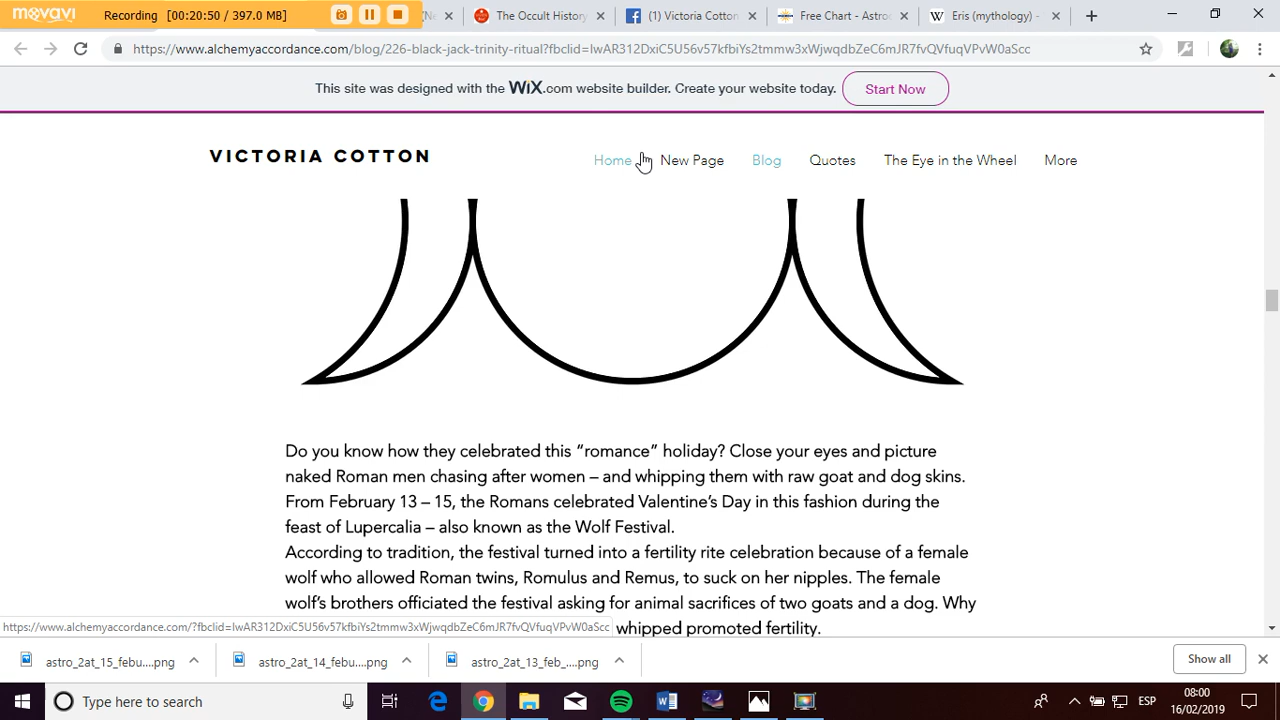 movavi Recording [00:20:50 / 397.0 MB]
The Occult History
(1) Victoria Cotton
Free Chart - Astro
Eris (mythology) -
https://www.alchemyaccordance.com/blog/226-black-jack-trinity-ritual?fbclid=IwAR312DxiC5U56v57kfbiYs2tmmw3xWjwqdbZeC6mJR7fvQVfuqVPvW0aScc
This site was designed with the WiX.com website builder. Create your website today. Start Now
VICTORIA COTTON
Home New Page Blog Quotes The Eye in the Wheel More
Do you know how they celebrated this “romance” holiday? Close your eyes and picture
naked Roman men chasing after women – and whipping them with raw goat and dog skins.
From February 13 – 15, the Romans celebrated Valentine’s Day in this fashion during the
feast of Lupercalia – also known as the Wolf Festival.
According to tradition, the festival turned into a fertility rite celebration because of a female
wolf who allowed Roman twins, Romulus and Remus, to suck on her nipples. The female
wolf’s brothers officiated the festival asking for animal sacrifices of two goats and a dog. Why
whipped promoted fertility.
https://www.alchemyaccordance.com/?fbclid=IwAR312DxiC5U56v57kfbiYs2tmmw3xWjwqdbZeC6mJR7fvQVfuqVPvW0aScc
astro_2at_15_febu....png
astro_2at_14_febu....png
astro_2at_13_feb_....png
Show all
Type here to search
ESP
08:00
16/02/2019